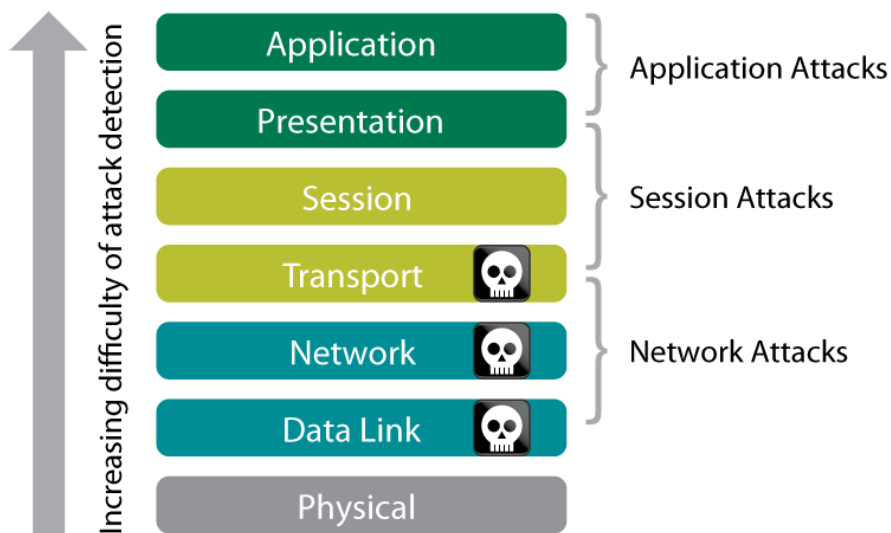 Increasing difficulty of attack detection
Application
Presentation
Session
Transport
Network
Data Link
Physical
Application Attacks
Session Attacks
Network Attacks